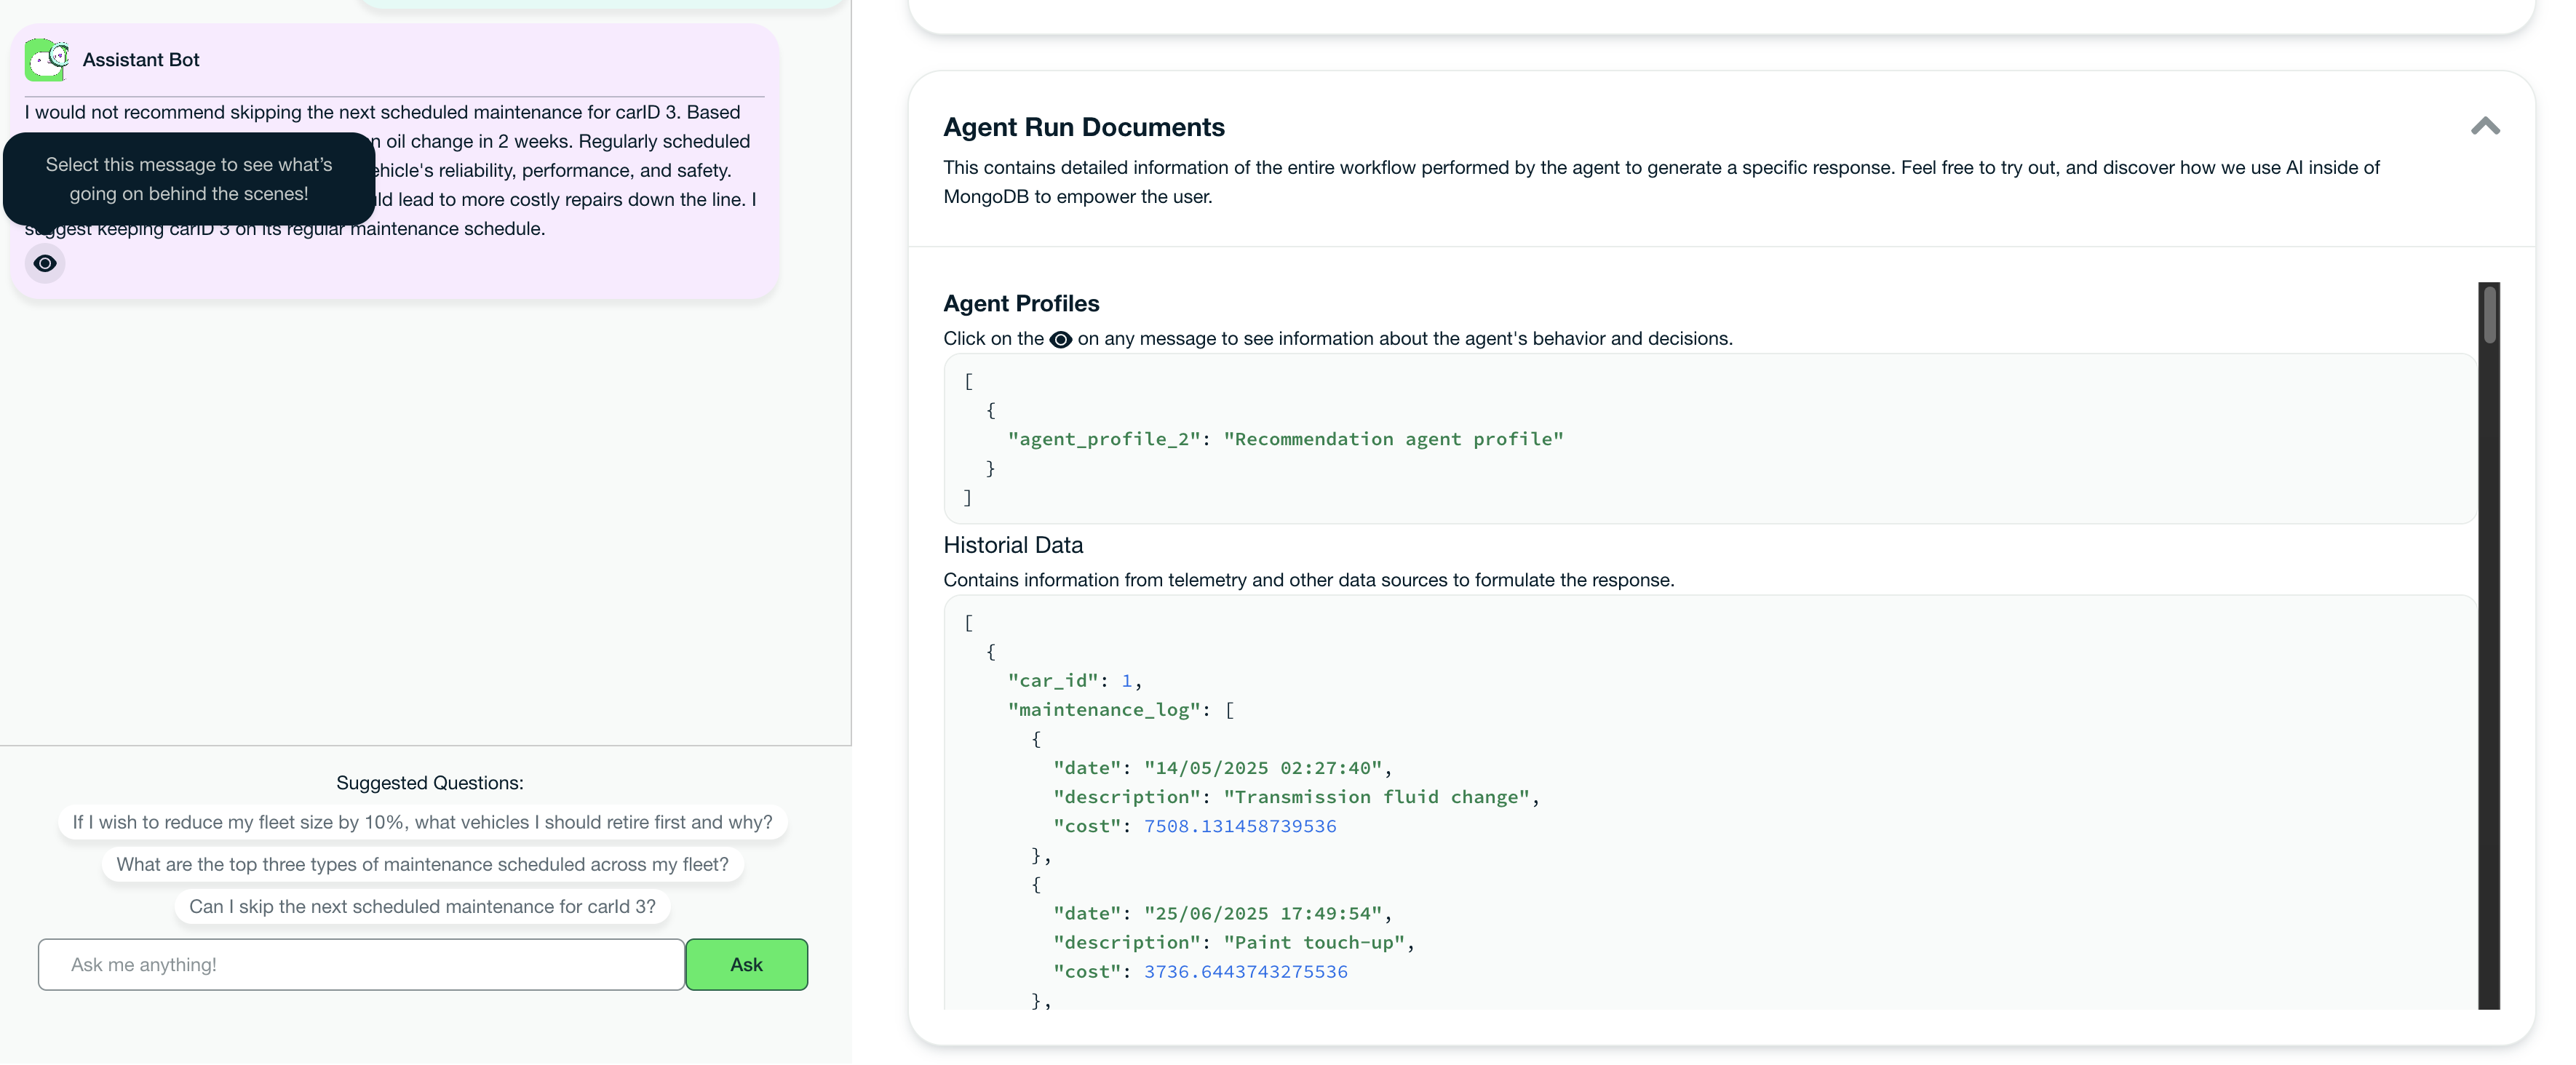 Assistant Bot
I would not recommend skipping the next scheduled maintenance for carID 3. Based
n oil change in 2 weeks. Regularly scheduled
Select this message to see what's
going on behind the scenes!
ehicle's reliability, performance, and safety.
ld lead to more costly repairs down the line. I
suggest keeping carID 3 on its regular maintenance schedule.
Suggested Questions:
If I wish to reduce my fleet size by 10%, what vehicles I should retire first and why?
What are the top three types of maintenance scheduled across my fleet?
Can I skip the next scheduled maintenance for carId 3?
Ask me anything!
Ask
Agent Run Documents
This contains detailed information of the entire workflow performed by the agent to generate a specific response. Feel free to try out, and discover how we use AI inside of
MongoDB to empower the user.
Agent Profiles
Click on the on any message to see information about the agent's behavior and decisions.
[
{
"agent_profile_2": "Recommendation agent profile"
}
]
Historial Data
Contains information from telemetry and other data sources to formulate the response.
[
{
"car_id": 1,
"maintenance_log": [
{
"date": "14/05/2025 02:27:40",
"description": "Transmission fluid change",
"cost": 7508.131458739536
},
{
"date": "25/06/2025 17:49:54",
"description": "Paint touch-up",
"cost": 3736.6443743275536
},